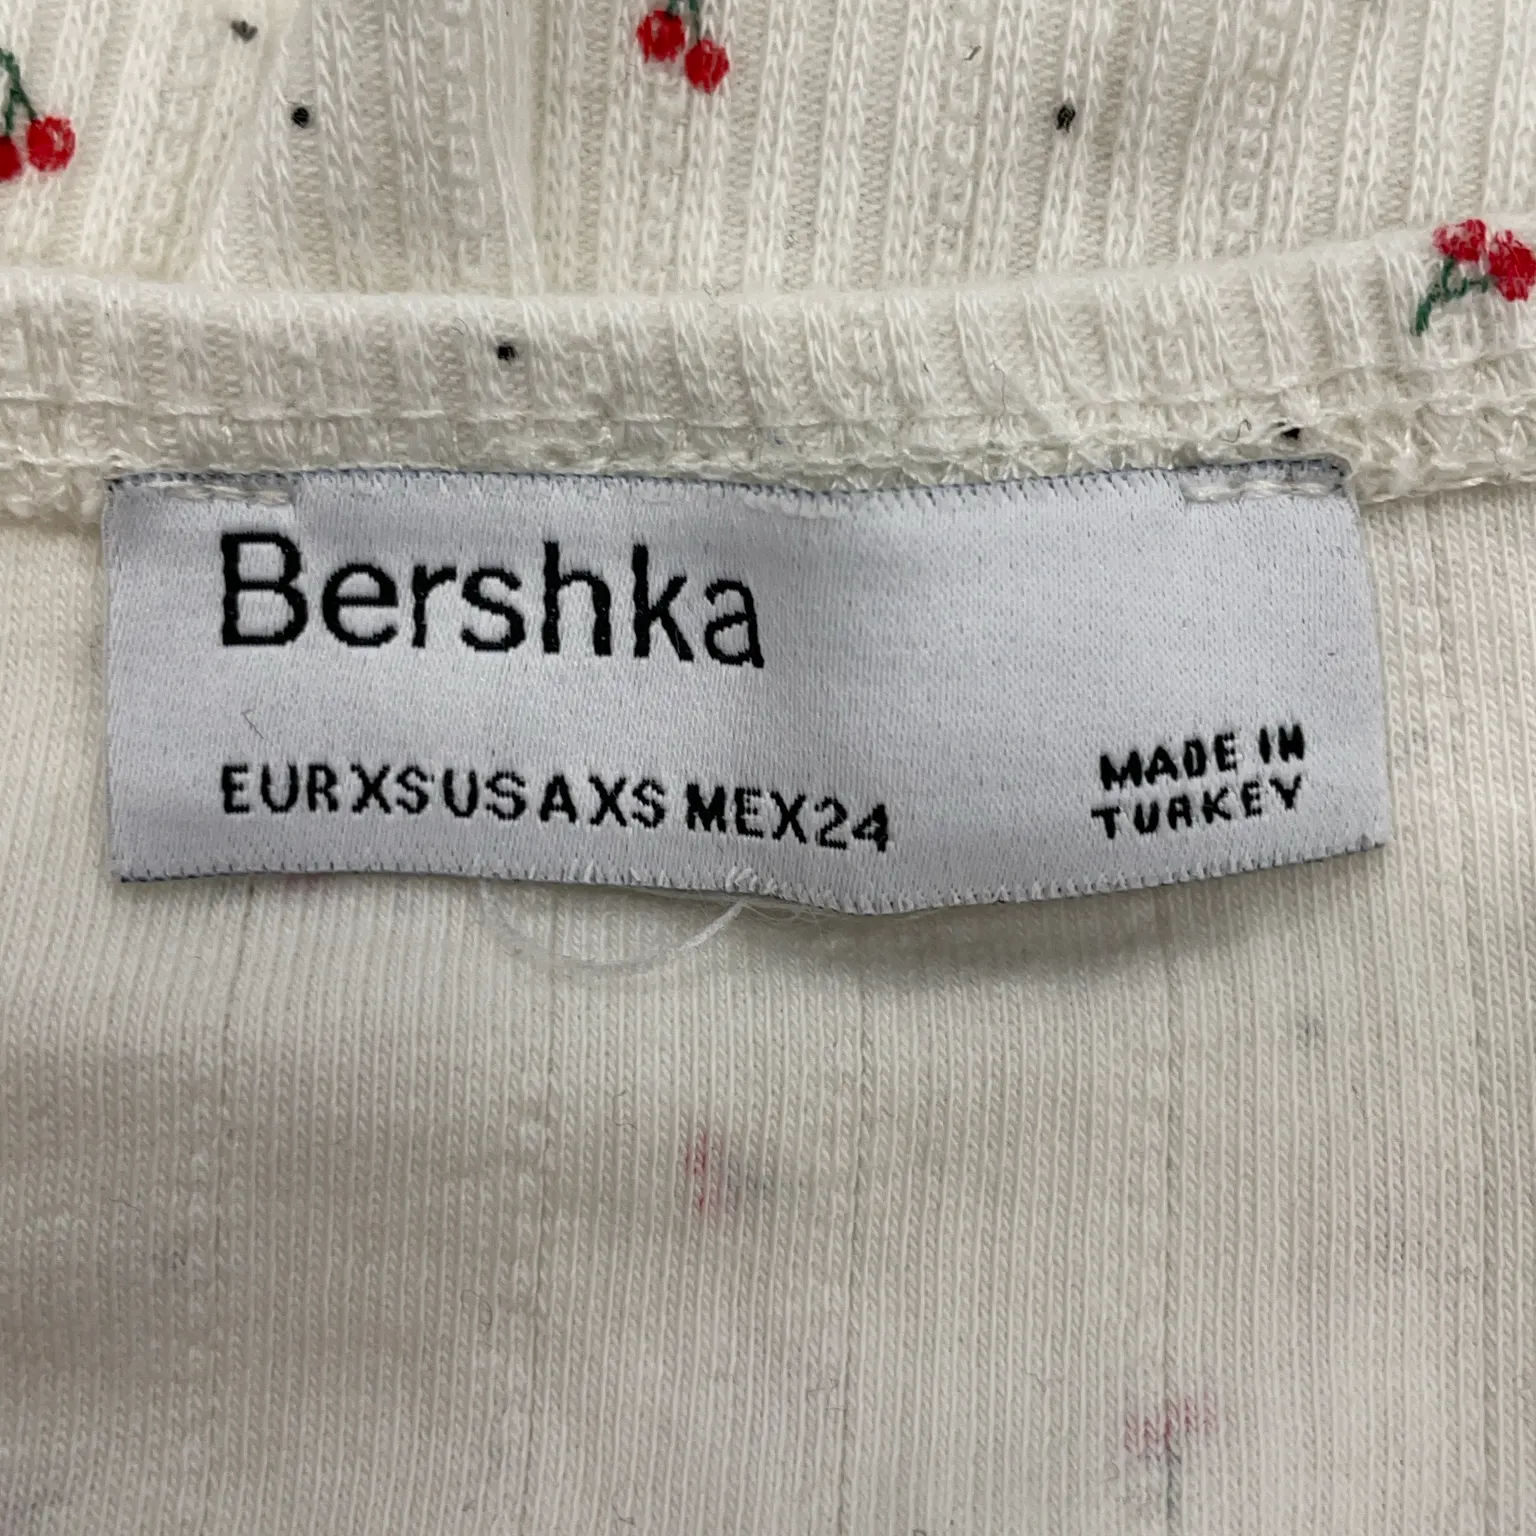 Bershka
EUR XS USA XS MEX 24
MADE IN
TURKEY